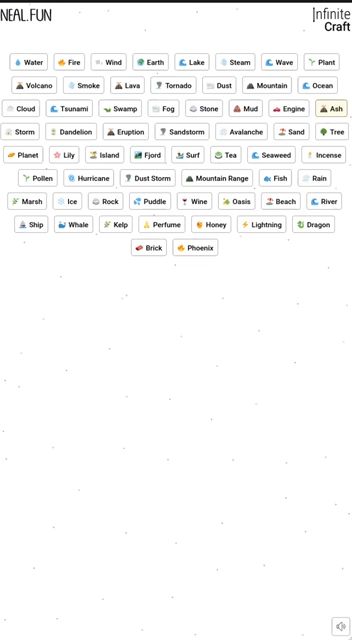 NEAL.FUN Infinite
Craft
Water Fire Wind Earth Lake Steam Wave Plant
Volcano Smoke Lava Tornado Dust Mountain Ocean
Cloud Tsunami Swamp Fog Stone Mud Engine Ash
Storm Dandelion Eruption Sandstorm Avalanche Sand Tree
Planet Lily Island Fjord Surf Tea Seaweed Incense
Pollen Hurricane Dust Storm Mountain Range Fish Rain
Marsh Ice Rock Puddle Wine Oasis Beach River
Ship Whale Kelp Perfume Honey Lightning Dragon
Brick Phoenix